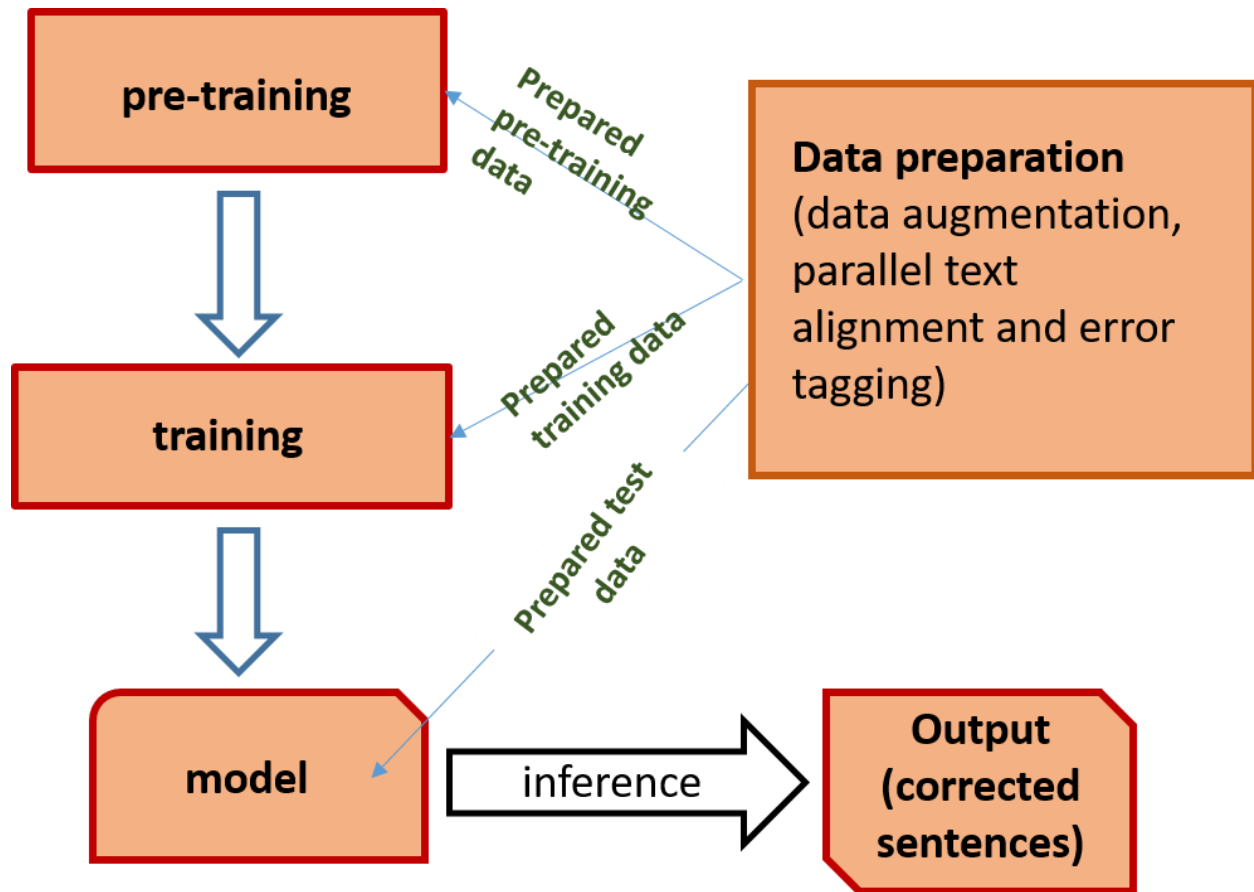 pre-training
Prepared
pre-training
data
Data preparation
(data augmentation,
parallel text
alignment and error
tagging)
Prepared
training data
training
Prepared test
data
model
inference
Output
(corrected
sentences)